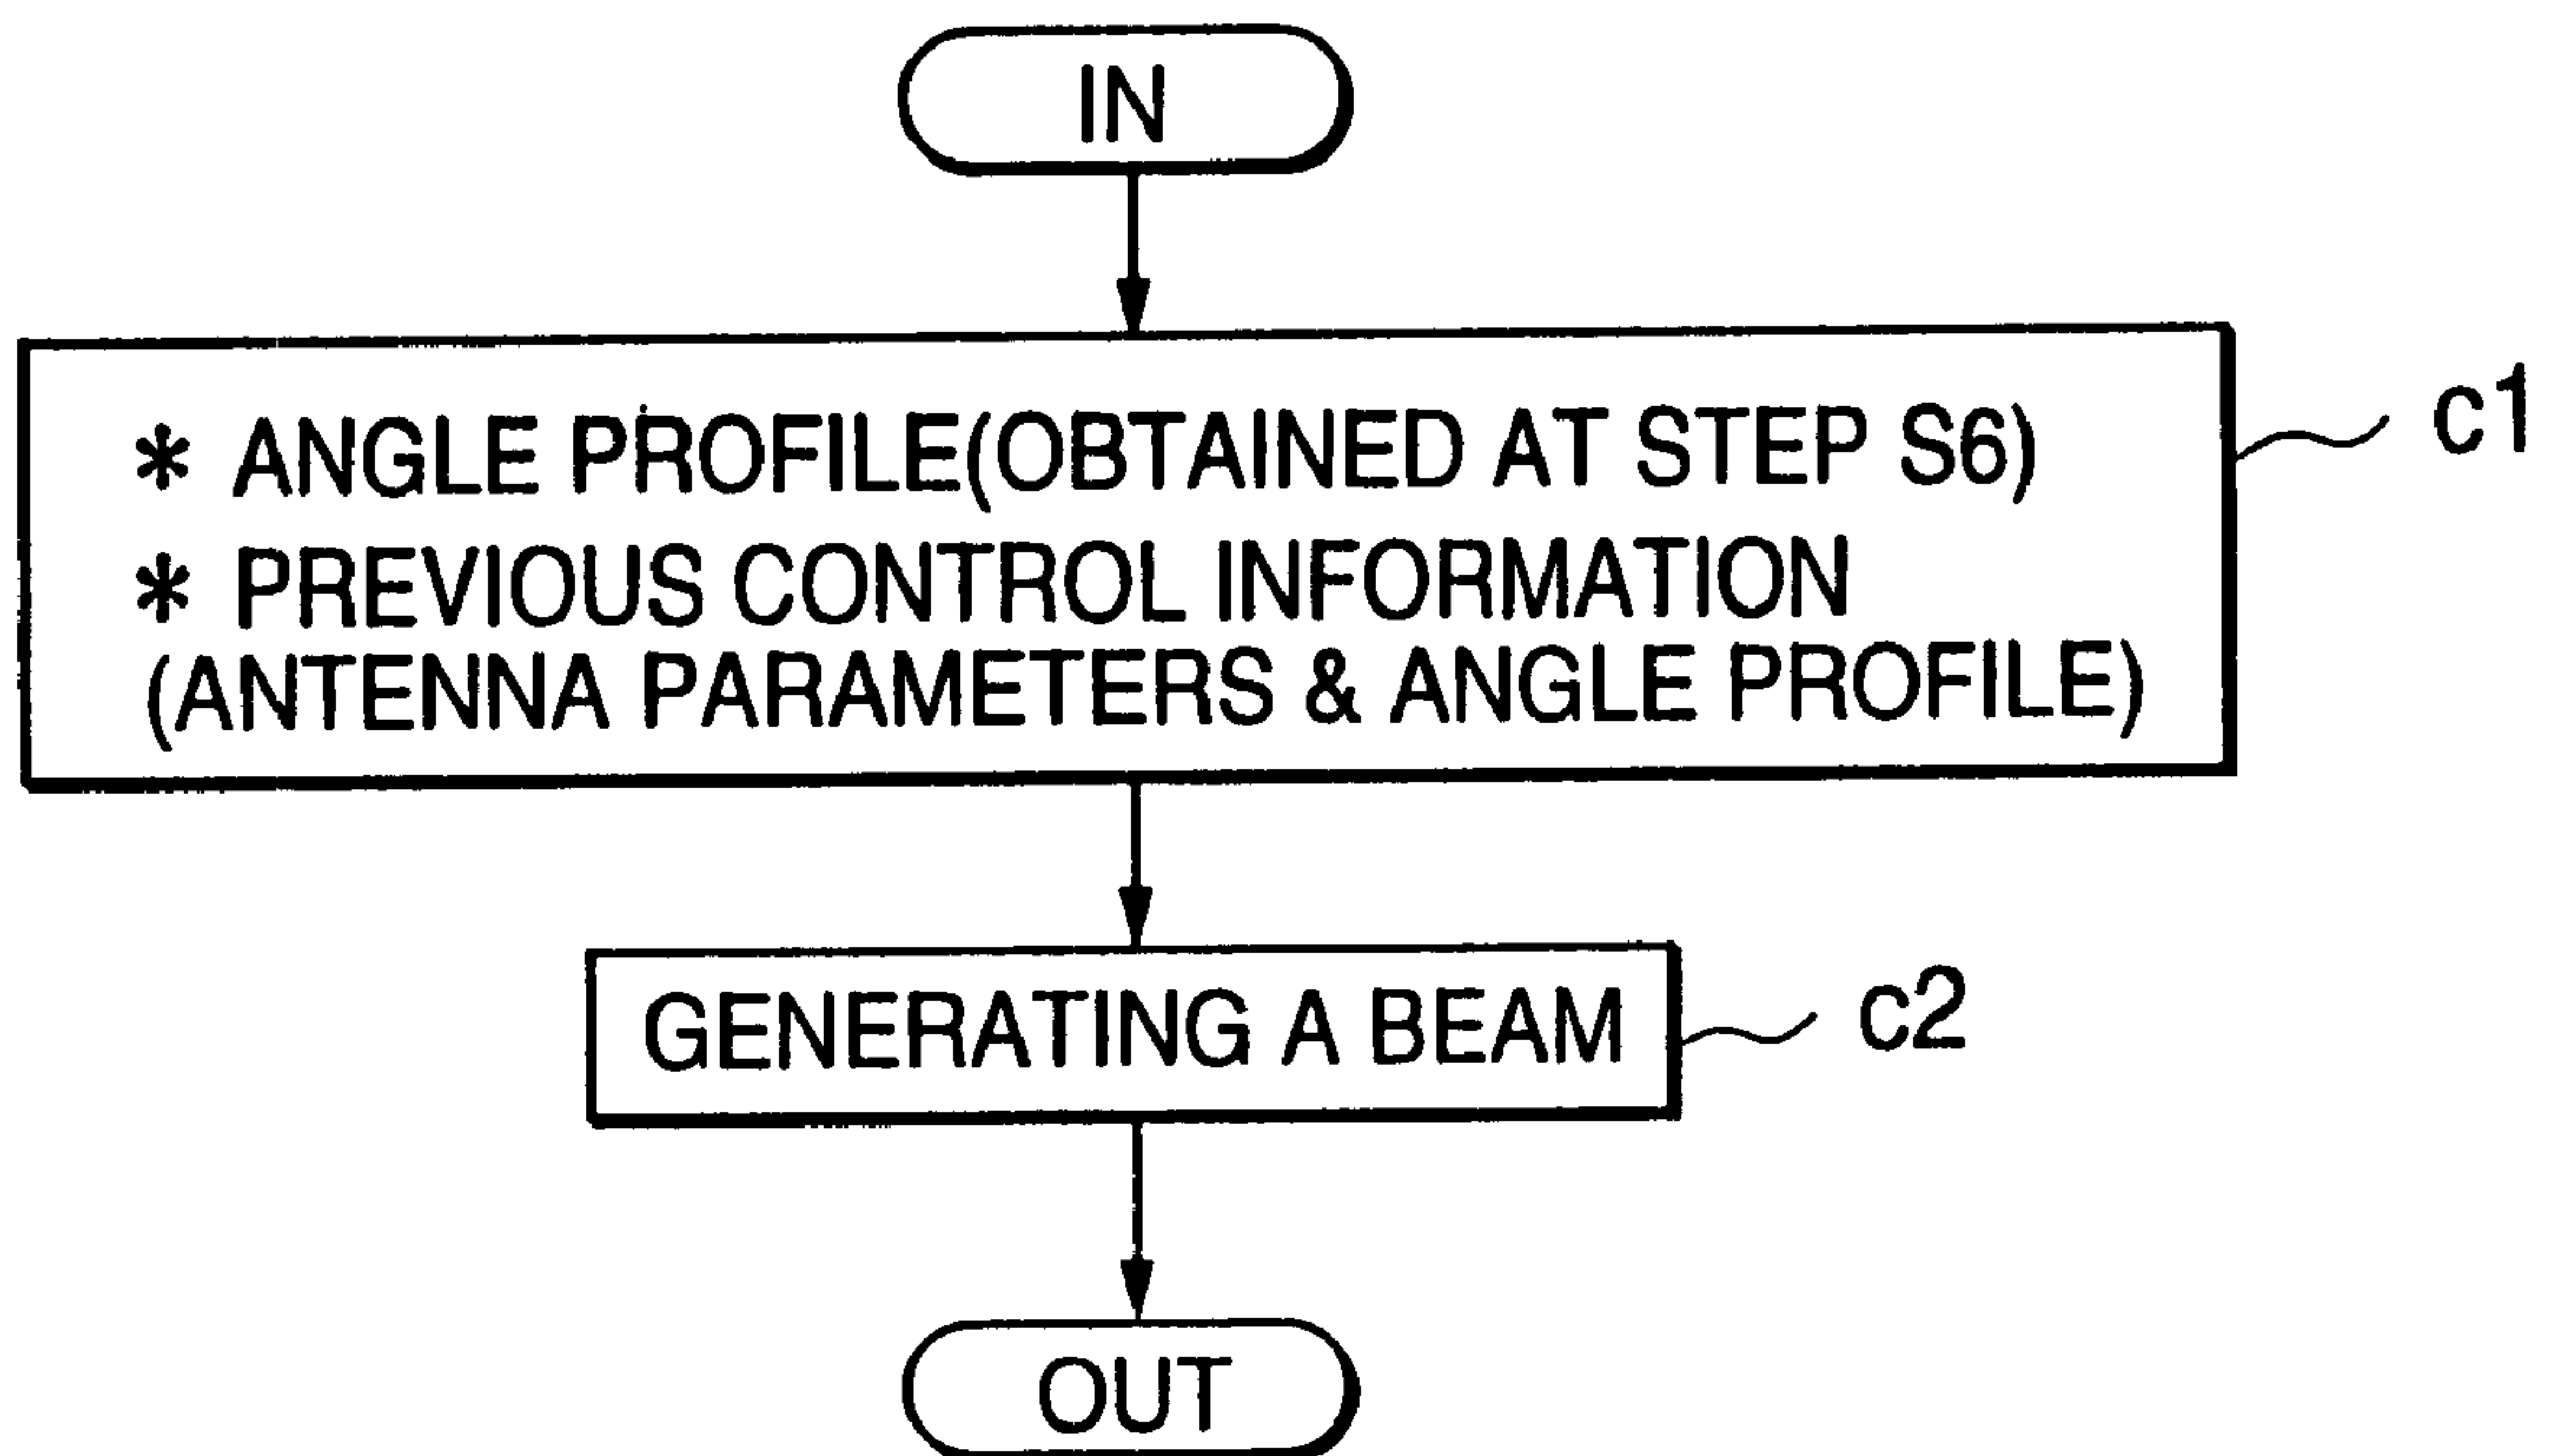 IN
* ANGLE PROFILE(OBTAINED AT STEP S6)
c1
* PREVIOUS CONTROL INFORMATION
(ANTENNA PARAMETERS & ANGLE PROFILE)
GENERATING A BEAM
c2
OUT